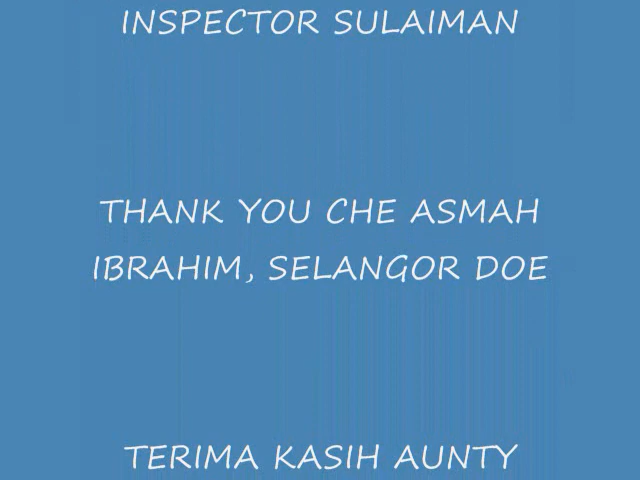 INSPECTOR SULAIMAN
THANK YOU CHE ASMAH
IBRAHIM, SELANGOR DOE
TERIMA KASIH AUNTY